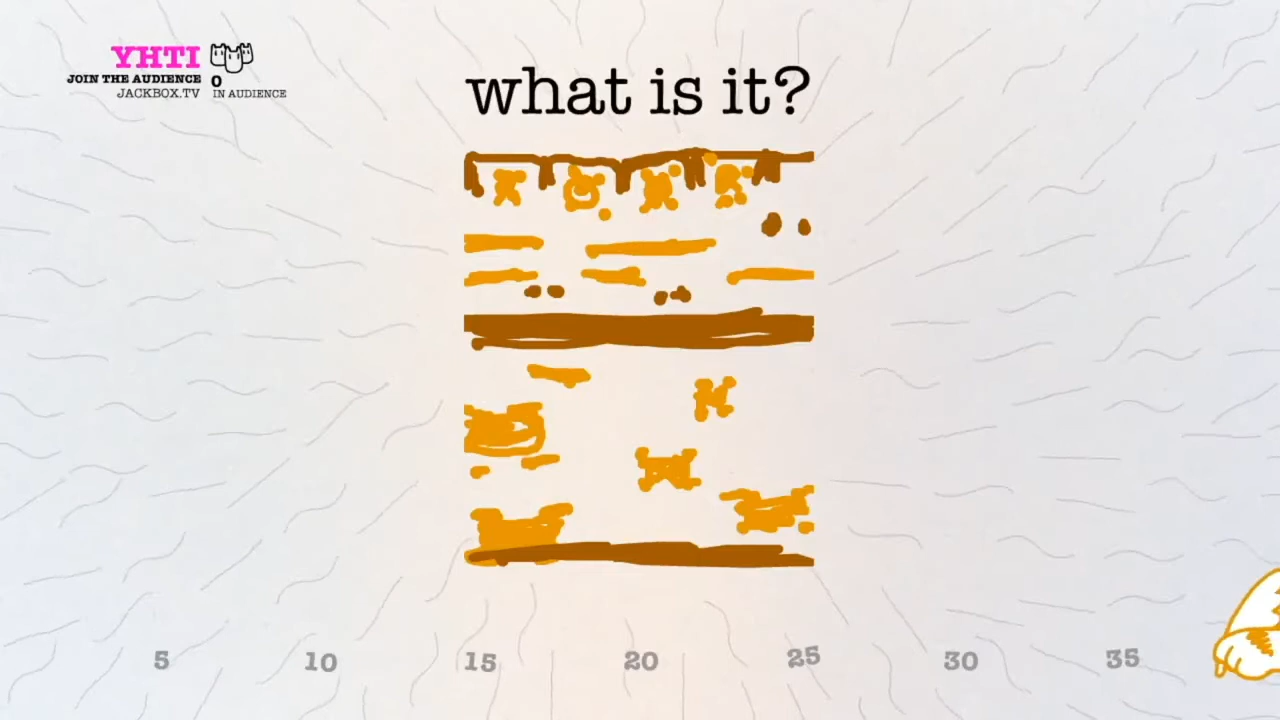 YHTI
JOIN THE AUDIENCE
JACKBOX.TV
0
IN AUDIENCE
what is it?
5 10 15 20 25 30 35